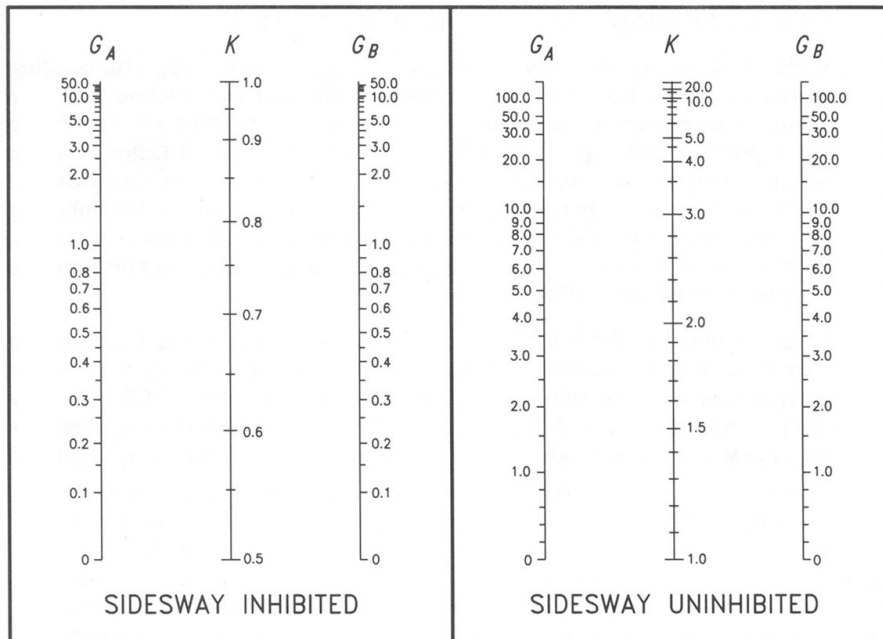 G_A K G_B
50.0 1.0 50.0
10.0 10.0
5.0 0.9 5.0
3.0 3.0
2.0 2.0
0.8
1.0 1.0
0.8 0.8
0.7 0.7
0.6 0.7 0.6
0.5 0.5
0.4 0.4
0.3 0.3
0.2 0.6 0.2
0.1 0.1
0 0.5 0
SIDESWAY INHIBITED
G_A K G_B
100.0 20.0 100.0
10.0
50.0 50.0
30.0 5.0 30.0
20.0 4.0 20.0
10.0 3.0 10.0
9.0 9.0
8.0 8.0
7.0 7.0
6.0 6.0
5.0 5.0
4.0 2.0 4.0
3.0 3.0
2.0 2.0
1.5
1.0 1.0
0 1.0 0
SIDESWAY UNINHIBITED